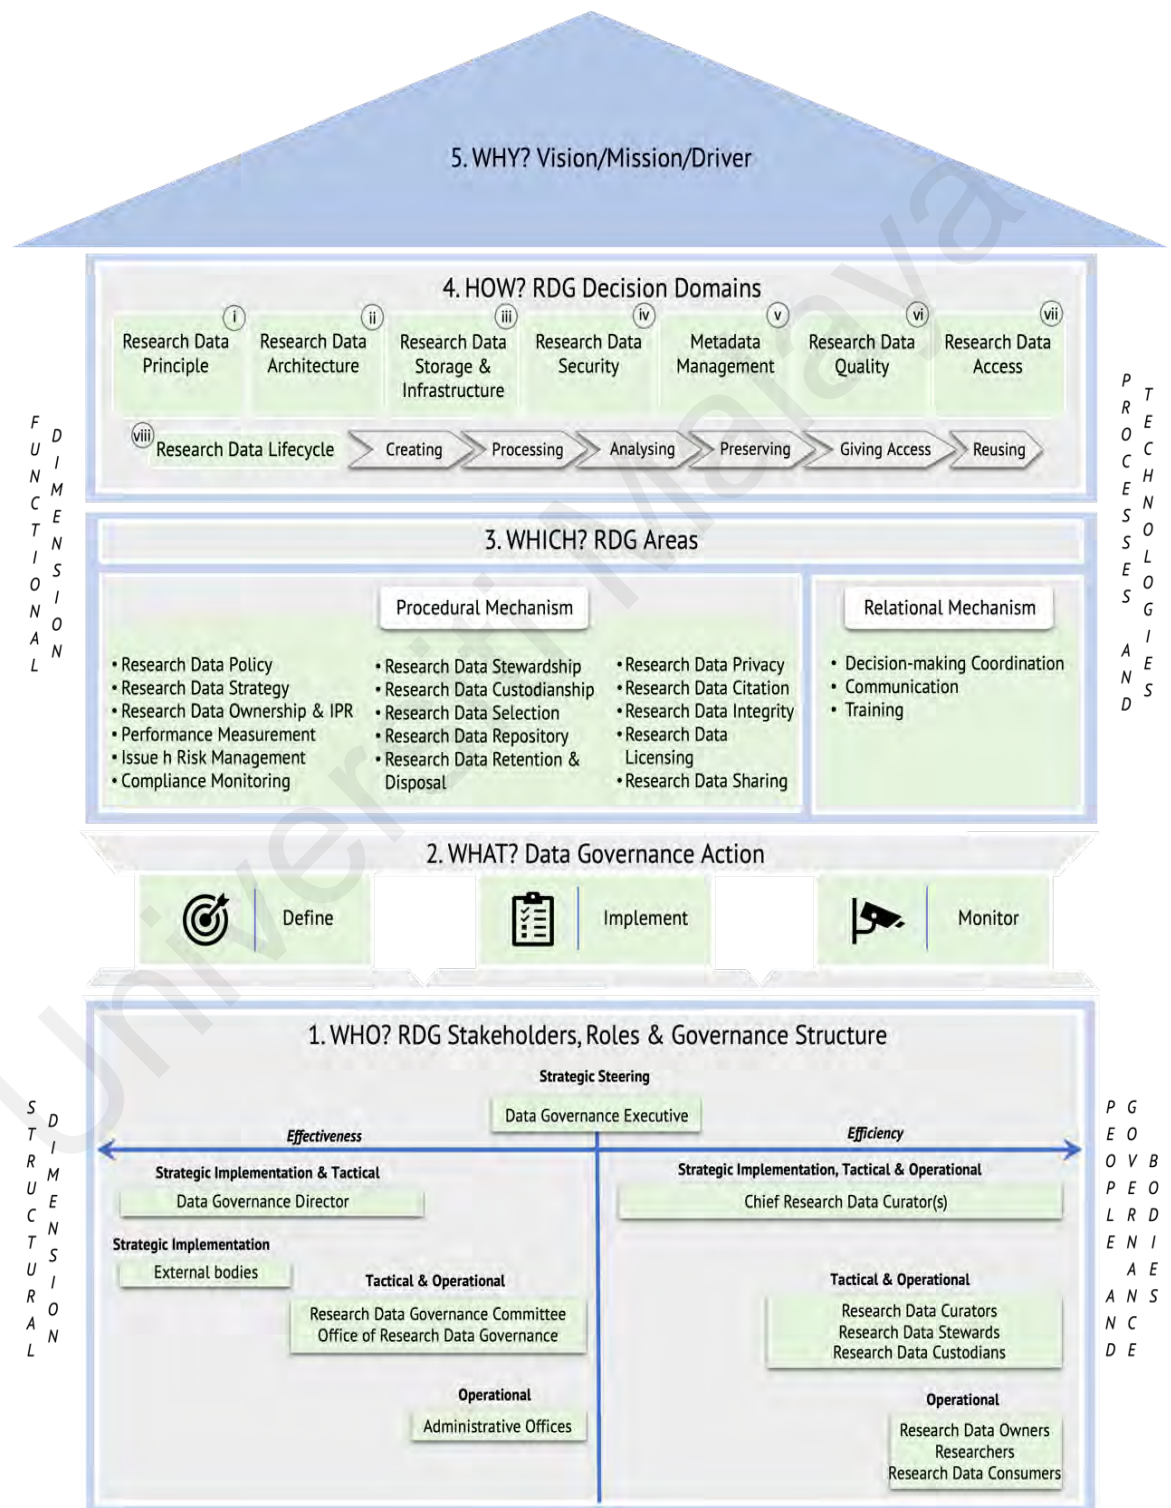 5. WHY? Vision/Mission/Driver
4. HOW? RDG Decision Domains
i
Research Data
Principle
ii
Research Data
Architecture
iii
Research Data
Storage &
Infrastructure
iv
Research Data
Security
v
Metadata
Management
vi
Research Data
Quality
vii
Research Data
Access
viii
Research Data Lifecycle
Creating
Processing
Analysing
Preserving
Giving Access
Reusing
FUNCTIONAL
DIMENSION
PROCESSES AND
TECHNOLOGIES
3. WHICH? RDG Areas
Procedural Mechanism
• Research Data Policy
• Research Data Strategy
• Research Data Ownership & IPR
• Performance Measurement
• Issue h Risk Management
• Compliance Monitoring
• Research Data Stewardship
• Research Data Custodianship
• Research Data Selection
• Research Data Repository
• Research Data Retention &
Disposal
• Research Data Privacy
• Research Data Citation
• Research Data Integrity
• Research Data
Licensing
• Research Data Sharing
Relational Mechanism
• Decision-making Coordination
• Communication
• Training
2. WHAT? Data Governance Action
Define
Implement
Monitor
1. WHO? RDG Stakeholders, Roles & Governance Structure
Strategic Steering
Data Governance Executive
Effectiveness
Efficiency
Strategic Implementation & Tactical
Data Governance Director
Strategic Implementation
External bodies
Tactical & Operational
Research Data Governance Committee
Office of Research Data Governance
Operational
Administrative Offices
Strategic Implementation, Tactical & Operational
Chief Research Data Curator(s)
Tactical & Operational
Research Data Curators
Research Data Stewards
Research Data Custodians
Operational
Research Data Owners
Researchers
Research Data Consumers
STRUCTURAL
DIMENSION
PEOPLE AND
GOVERNANCE
BODIES
Universiti Malaya